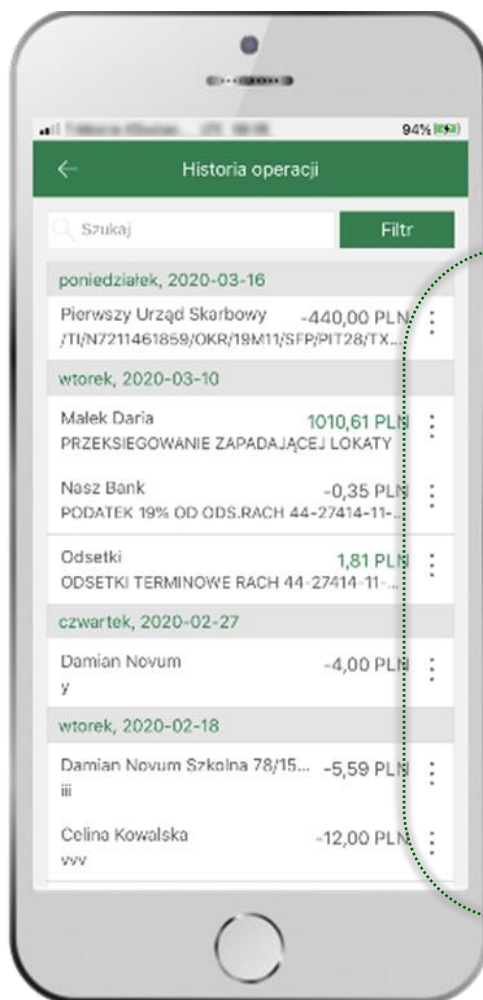 94%
Historia operacji
Szukaj
Filtr
poniedziałek, 2020-03-16
Pierwszy Urząd Skarbowy -440,00 PLN
/TI/N7211461859/OKR/19M11/SFP/PIT28/TX...
wtorek, 2020-03-10
Malek Daria 1010,61 PLN
PRZEKSIEGOWANIE ZAPADAJĄCEJ LOKATY
Nasz Bank -0,35 PLN
PODATEK 19% OD ODS.RACH 44-27414-11-...
Odsetki 1,81 PLN
ODSETKI TERMINOWE RACH 44-27414-11-...
czwartek, 2020-02-27
Damian Novum -4,00 PLN
y
wtorek, 2020-02-18
Damian Novum Szkolna 78/15... -5,59 PLN
iii
Celina Kowalska -12,00 PLN
vvv